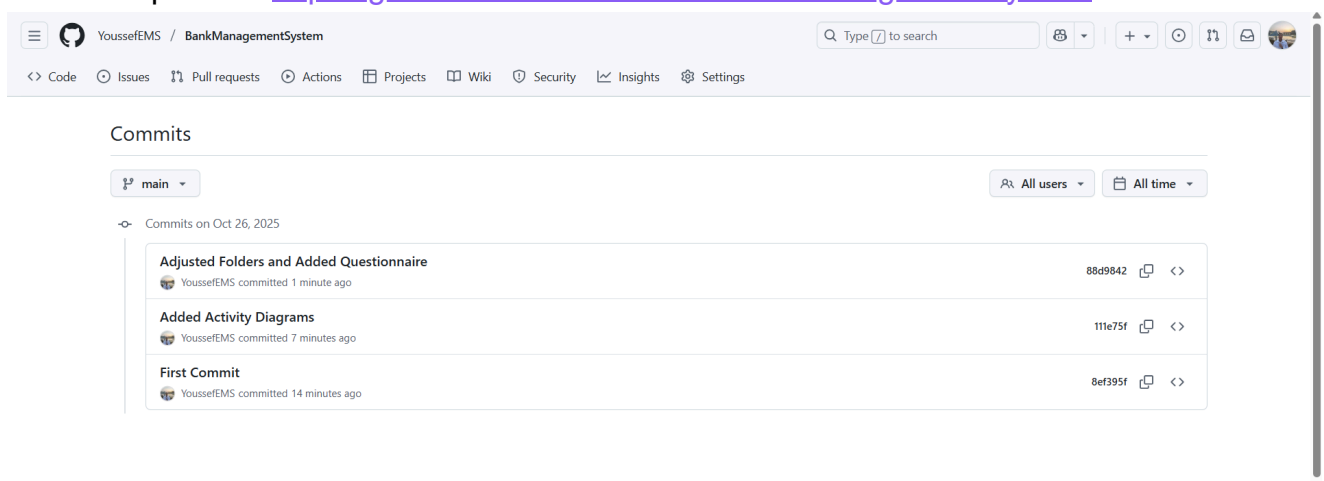 YoussefEMS / BankManagementSystem
Type / to search
Code Issues Pull requests Actions Projects Wiki Security Insights Settings
Commits
main All users All time
Commits on Oct 26, 2025
Adjusted Folders and Added Questionnaire
YoussefEMS committed 1 minute ago
88d9842
Added Activity Diagrams
YoussefEMS committed 7 minutes ago
111e75f
First Commit
YoussefEMS committed 14 minutes ago
8ef395f